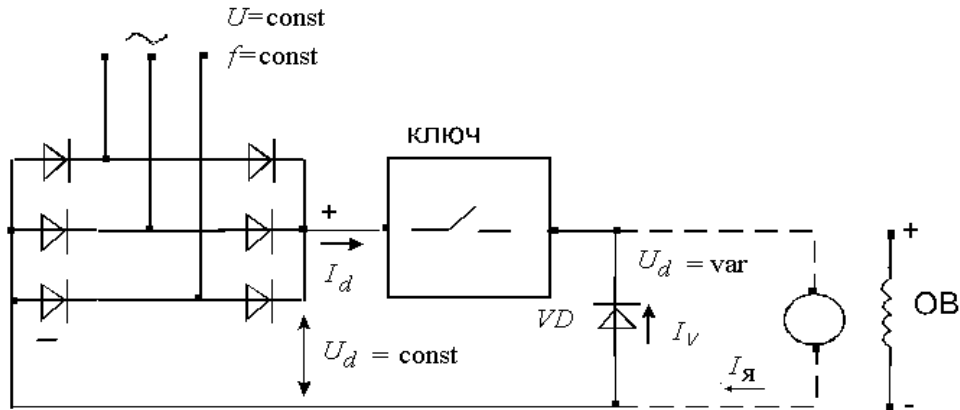 U=const
f=const
ключ
+
I_d
U_d = var
+
ОВ
VD
I_V
−
U_d = const
I_Я
-